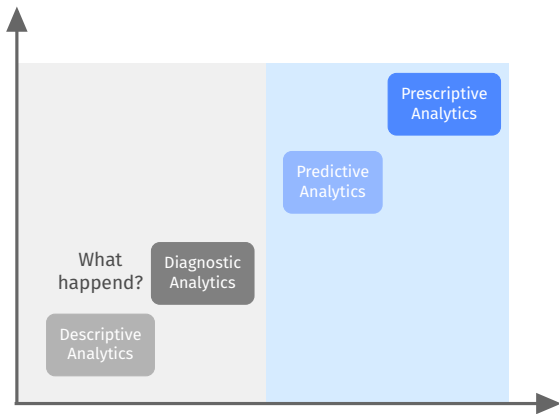 Prescriptive
Analytics
Predictive
Analytics
What
happend?
Diagnostic
Analytics
Descriptive
Analytics